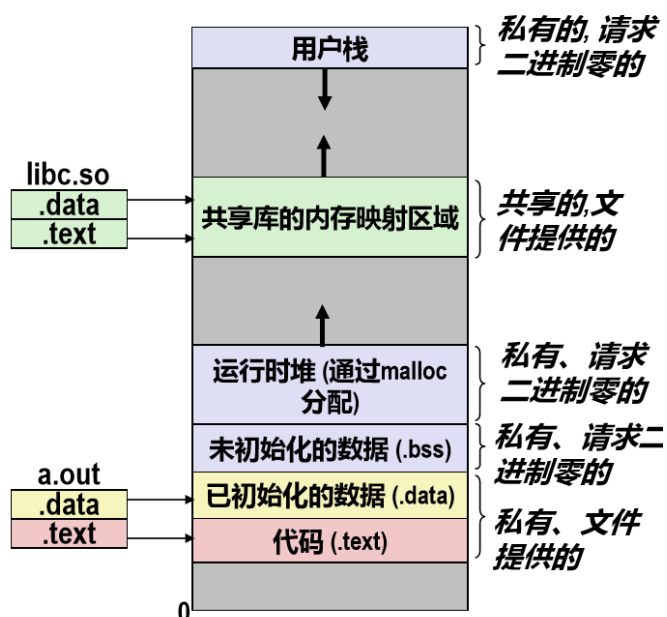 用户栈
私有的, 请求
二进制零的
libc.so
.data
.text
共享库的内存映射区域
共享的,文
件提供的
运行时堆 (通过malloc
分配)
私有、请求
二进制零的
未初始化的数据 (.bss)
私有、请求二
进制零的
a.out
.data
.text
已初始化的数据 (.data)
代码 (.text)
私有、文件
提供的
0